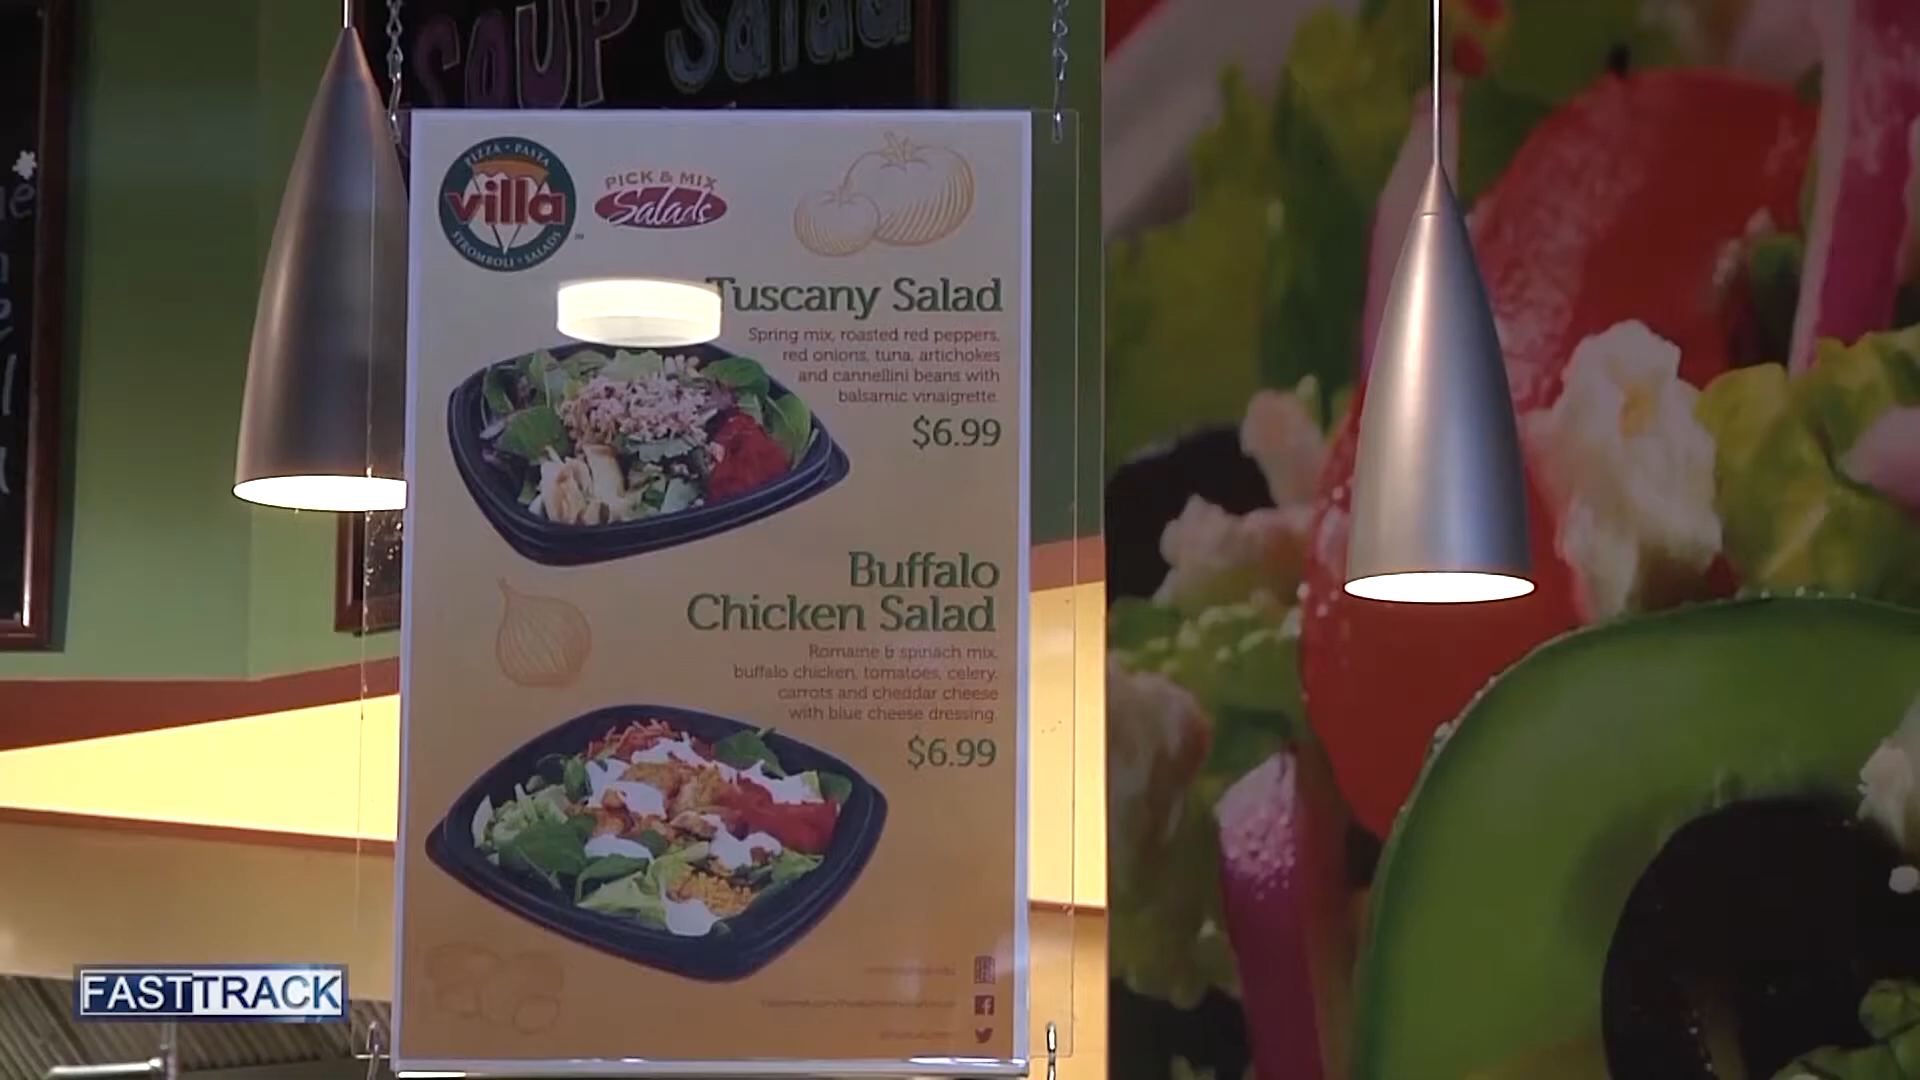 Soup Salad
PIZZA • PASTA
villa
STROMBOLI • SALADS
PICK & MIX
Salads
Tuscany Salad
Spring mix, roasted red peppers,
red onions, tuna, artichokes
and cannellini beans with
balsamic vinaigrette.
$6.99
Buffalo
Chicken Salad
Romaine & spinach mix,
buffalo chicken, tomatoes, celery,
carrots and cheddar cheese
with blue cheese dressing.
$6.99
FASTTRACK